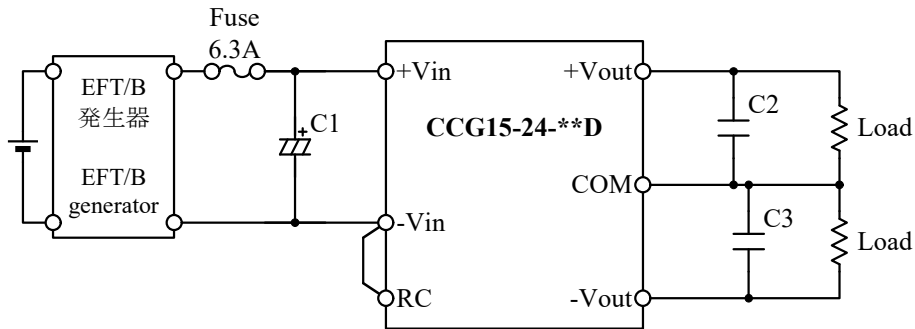 Fuse
6.3A
EFT/B
発生器
EFT/B
generator
C1
+Vin
-Vin
RC
CCG15-24-**D
+Vout
COM
-Vout
C2
C3
Load
Load